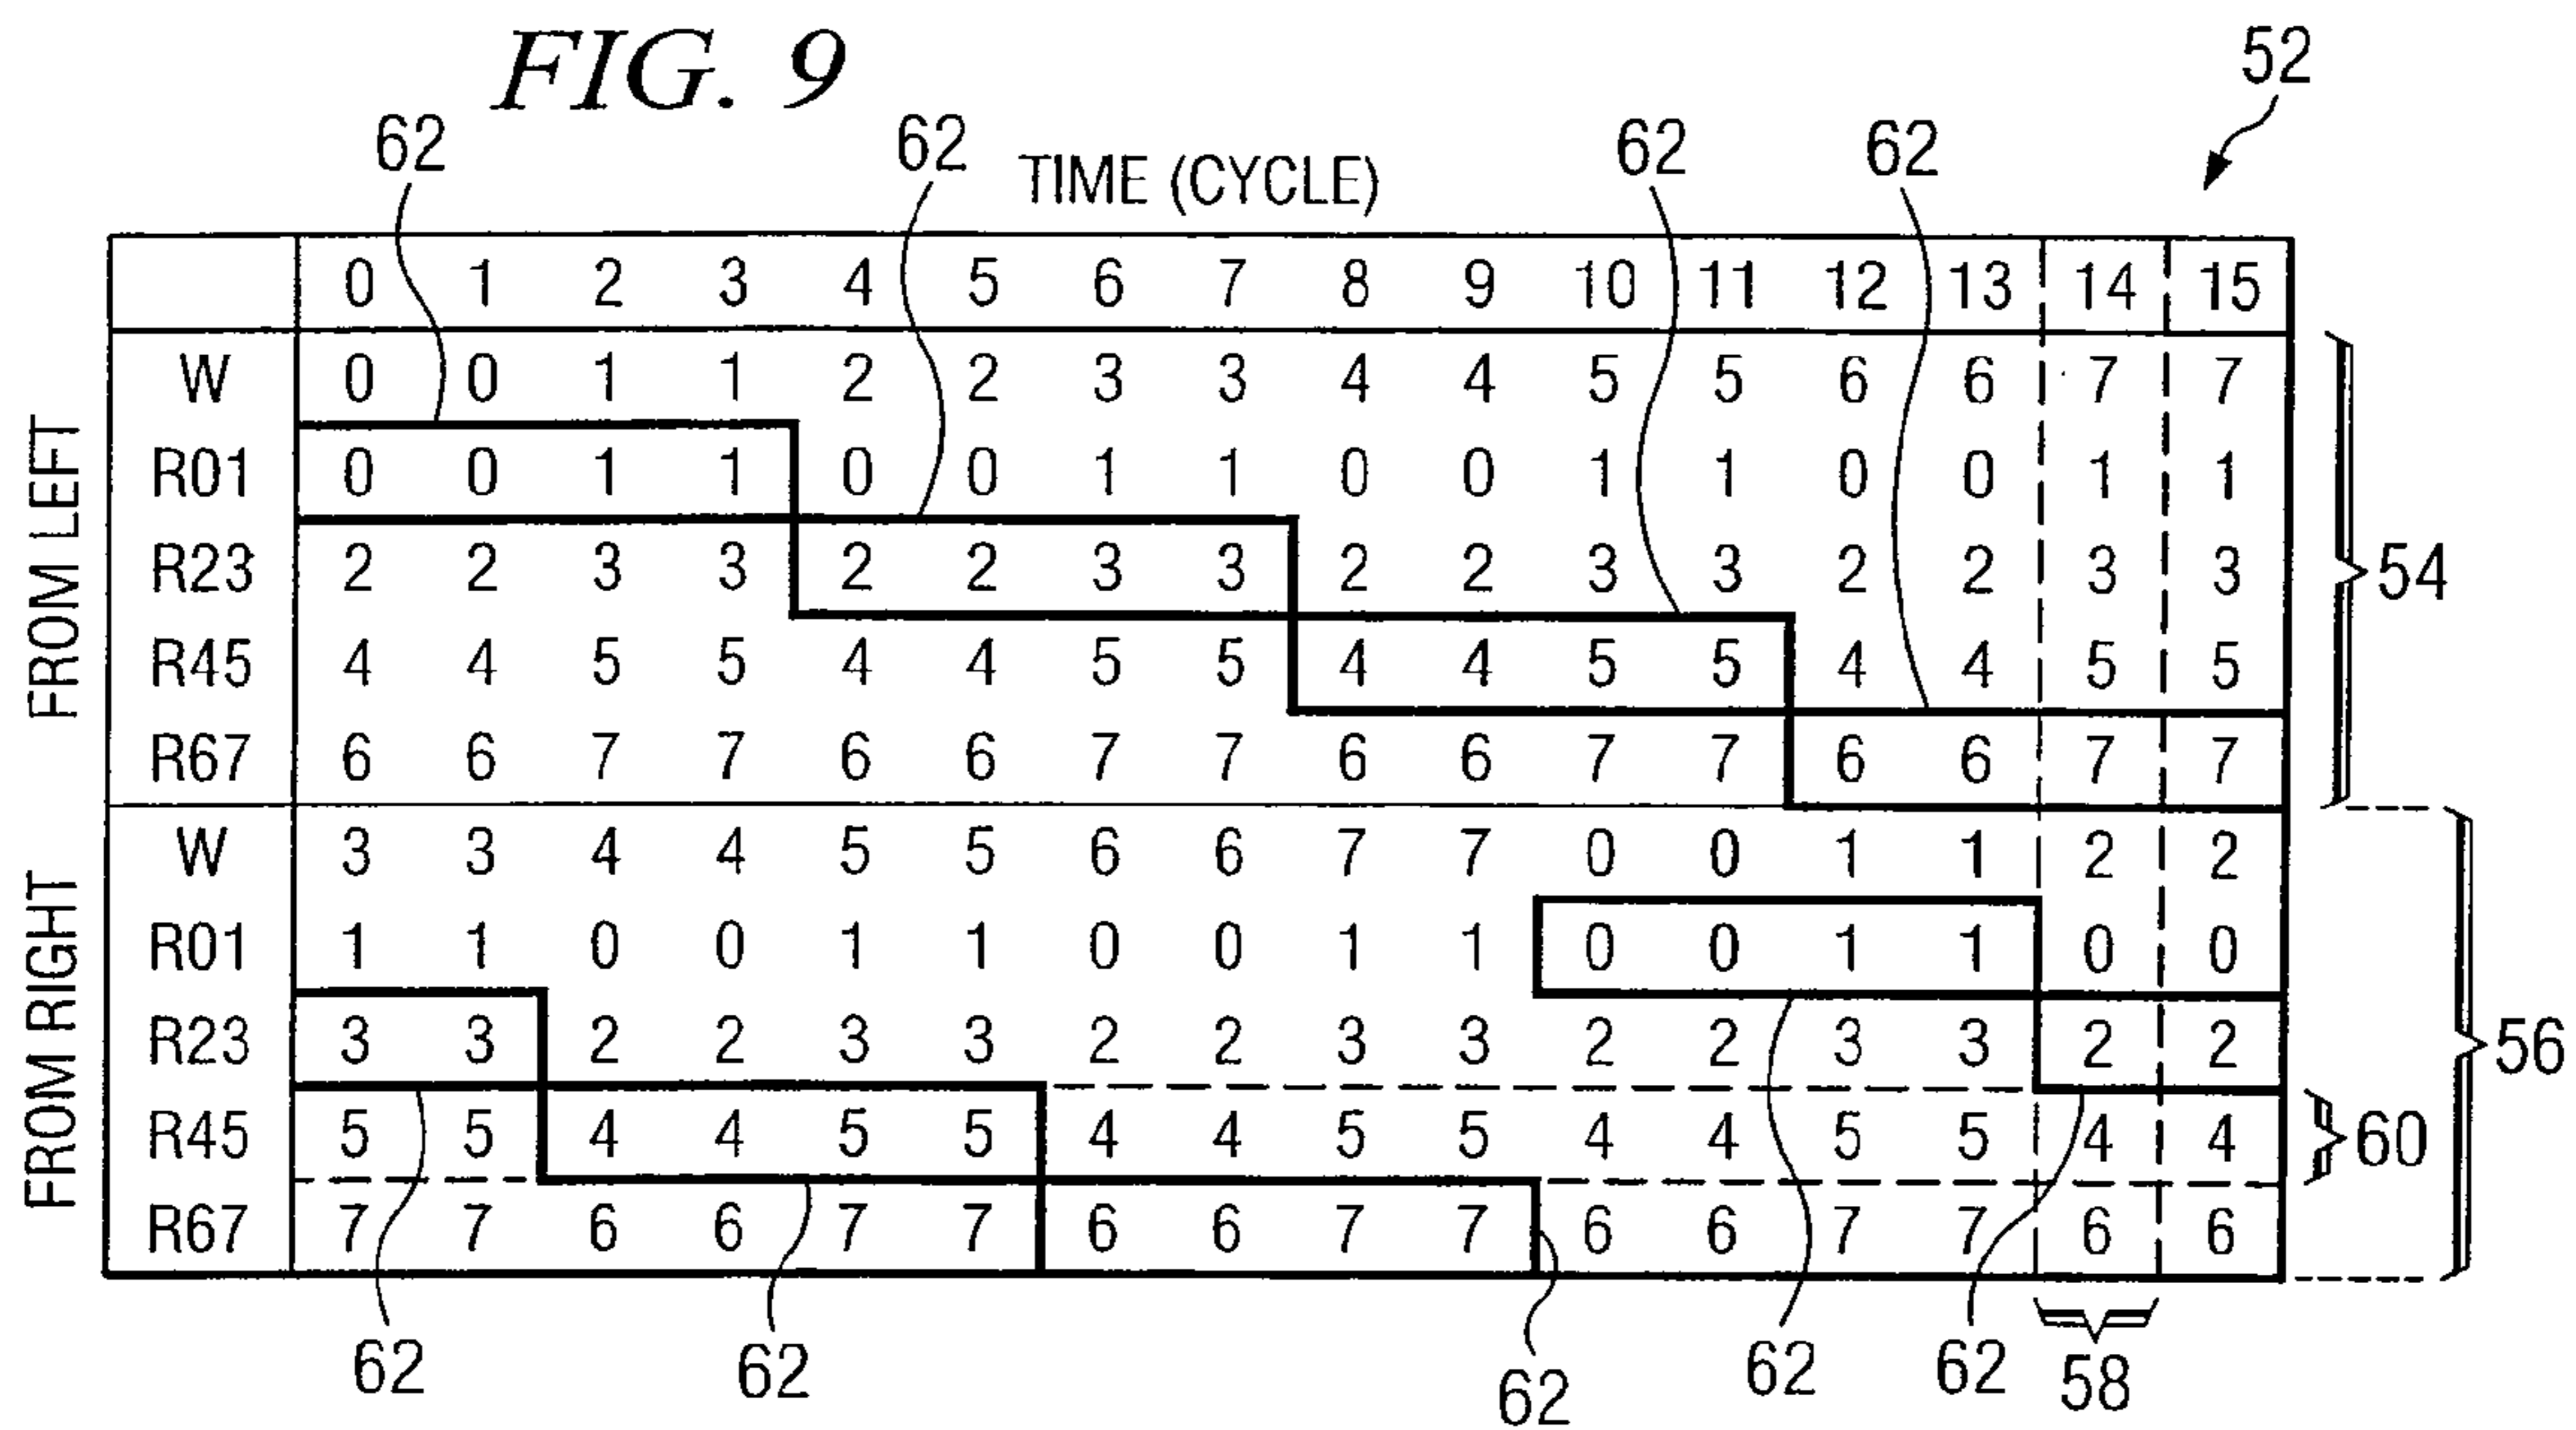 FIG. 9
52
62 62 62 62
TIME (CYCLE)
0 1 2 3 4 5 6 7 8 9 10 11 12 13 14 15
FROM LEFT
W 0 0 1 1 2 2 3 3 4 4 5 5 6 6 7 7
R01 0 0 1 1 0 0 1 1 0 0 1 1 0 0 1 1
R23 2 2 3 3 2 2 3 3 2 2 3 3 2 2 3 3
54
R45 4 4 5 5 4 4 5 5 4 4 5 5 4 4 5 5
R67 6 6 7 7 6 6 7 7 6 6 7 7 6 6 7 7
FROM RIGHT
W 3 3 4 4 5 5 6 6 7 7 0 0 1 1 2 2
R01 1 1 0 0 1 1 0 0 1 1 0 0 1 1 0 0
R23 3 3 2 2 3 3 2 2 3 3 2 2 3 3 2 2
56
R45 5 5 4 4 5 5 4 4 5 5 4 4 5 5 4 4
60
R67 7 7 6 6 7 7 6 6 7 7 6 6 7 7 6 6
62 62 62 62 62 58